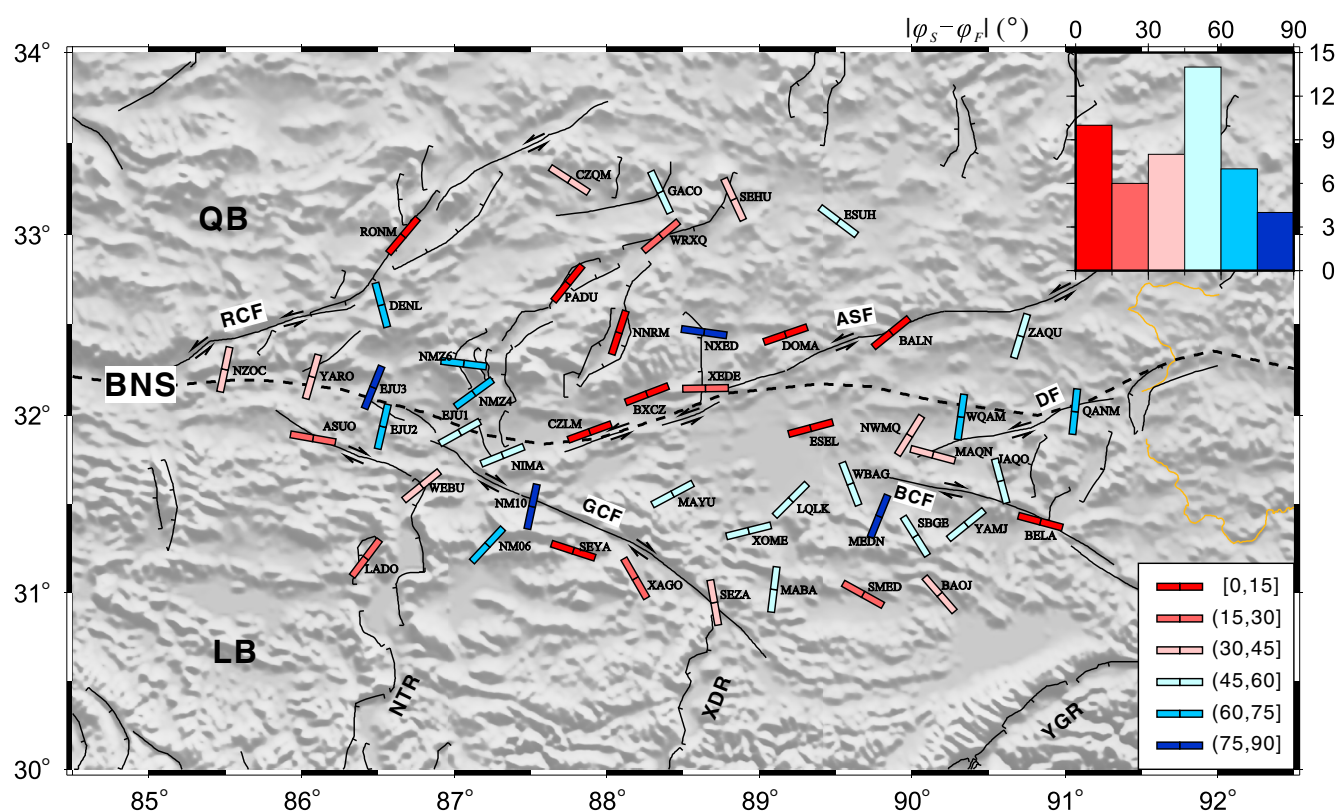 |φS−φF| (°)
0 30 60 90
34°
15
12
9
6
3
0
CZQM
GACO
SEHU
QB
ESUH
RONM
WRXQ
33°
PADU
DENL
RCF
ASF
NNRM
NXED
DOMA
BALN
ZAQU
NMZ6
NZOC
YARO
XEDE
BNS
EJU3
NMZ4
BXCZ
DF
32°
EJU1
QANM
WQAM
ASUO
EJU2
CZLM
ESEL
NWMQ
MAQN
NIMA
JAQO
WBAG
WEBU
MAYU
BCF
NM10
GCF
LQLK
SBGE
YAMJ
BELA
NM06
SEYA
XOME
MEDN
LADO
XAGO
SEZA
MABA
SMED
BAOJ
31°
LB
NTR
XDR
YGR
[0,15]
(15,30]
(30,45]
(45,60]
(60,75]
(75,90]
30°
85° 86° 87° 88° 89° 90° 91° 92°